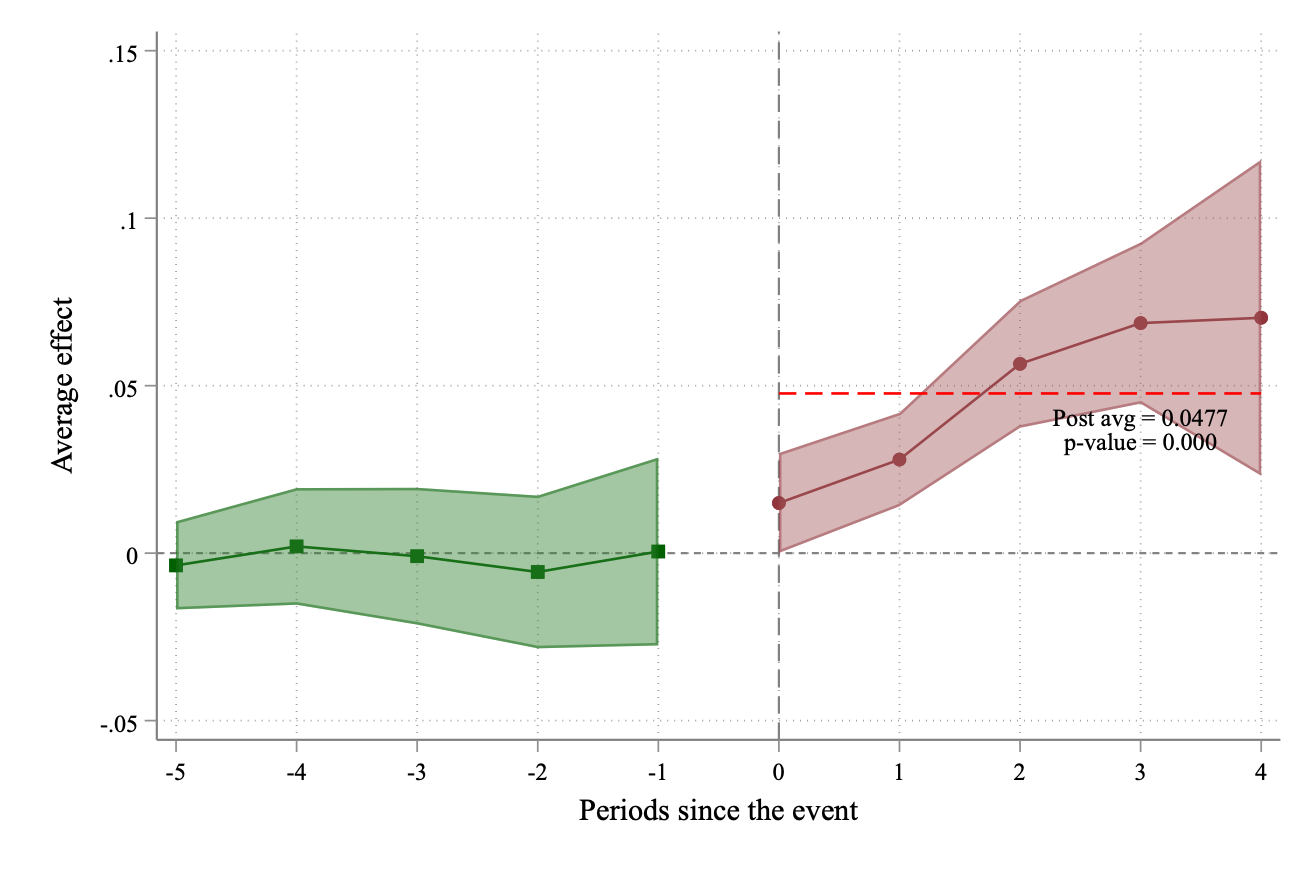 .15
.1
.05
0
-.05
Average effect
Post avg = 0.0477
p-value = 0.000
-5 -4 -3 -2 -1 0 1 2 3 4
Periods since the event